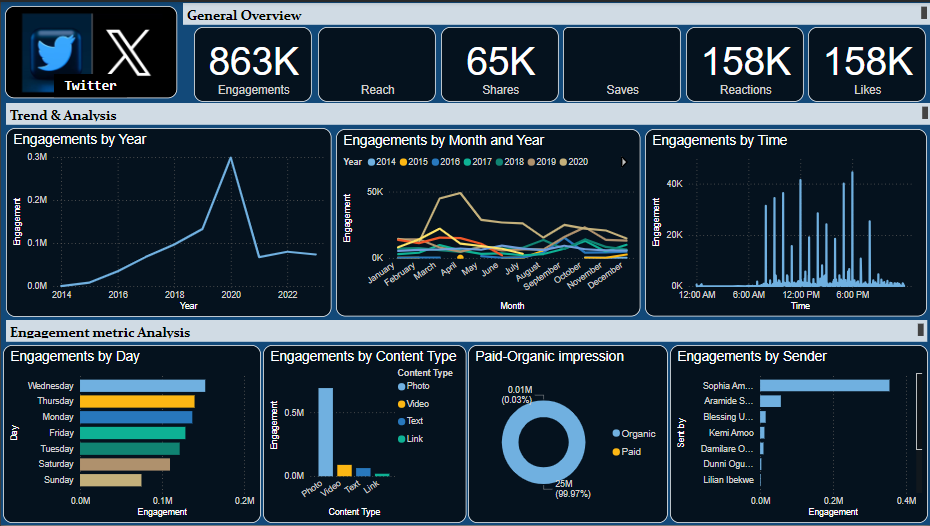 General Overview
Twitter
863K
Engagements
Reach
65K
Shares
Saves
158K
Reactions
158K
Likes
Trend & Analysis
Engagements by Year
0.3M
0.2M
0.1M
0.0M
Engagement
2014 2016 2018 2020 2022
Year
Engagements by Month and Year
Year 2014 2015 2016 2017 2018 2019 2020
50K
0K
Engagement
January February March April May June July August September October November December
Month
Engagements by Time
40K
20K
0K
Engagement
12:00 AM 6:00 AM 12:00 PM 6:00 PM
Time
Engagement metric Analysis
Engagements by Day
Day
Wednesday
Thursday
Monday
Friday
Tuesday
Saturday
Sunday
0.0M 0.1M 0.2M
Engagement
Engagements by Content Type
Content Type
Photo
Video
Text
Link
0.5M
0.0M
Engagement
Photo Video Text Link
Content Type
Paid-Organic impression
0.01M
(0.03%)
Organic
Paid
25M
(99.97%)
Engagements by Sender
Sent by
Sophia Am...
Aramide S...
Blessing U...
Kemi Amoo
Damilare O...
Dunni Ogu...
Lilian Ibekwe
0.0M 0.2M 0.4M
Engagement